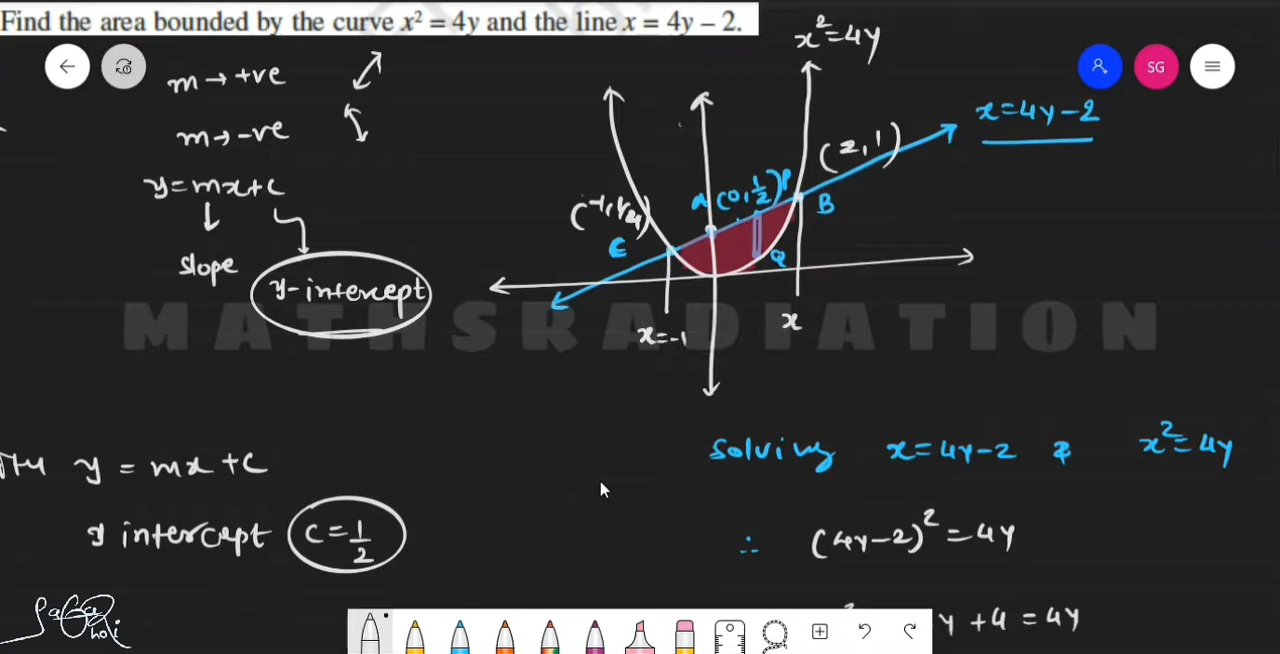 Find the area bounded by the curve x² = 4y and the line x = 4y – 2.
x²=4y
SG
m → +ve
x=4y-2
m → -ve
(2,1)
y=mx+c
A (0,1/2) P
B
(-1,1/4)
C
Q
slope
y-intercept
x
x=-1
MATHSRADIATION
y = mx+c
Solving x=4y-2 & x²=4y
y intercept c=1/2
∴ (4y-2)²=4y
y +4 =4y